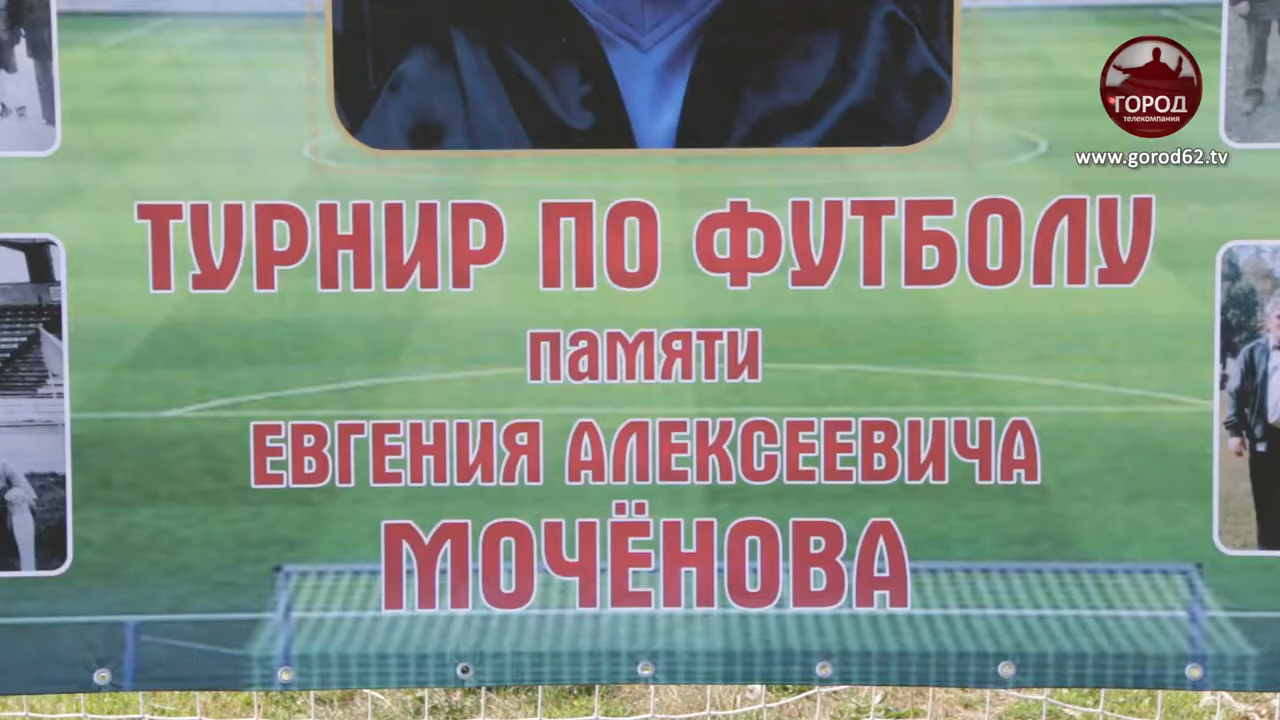 ГОРОД
телекомпания
www.gorod62.tv
ТУРНИР ПО ФУТБОЛУ
памяти
ЕВГЕНИЯ АЛЕКСЕЕВИЧА
МОЧЁНОВА